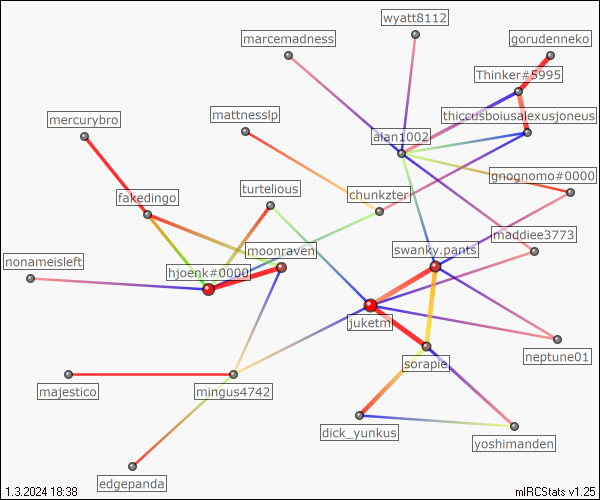 wyatt8112
marcemadness
gorudenneko
Thinker#5995
mercurybro
mattnesslp
thiccusboiusalexusjoneus
alan1002
gnognomo#0000
turtelious
fakedingo
chunkzter
maddiee3773
moonraven
swanky.pants
nonameisleft
hjoenk#0000
juketm
neptune01
sorapie
majestico
mingus4742
dick_yunkus
yoshimanden
edgepanda
1.3.2024 18:38
mIRCStats v1.25